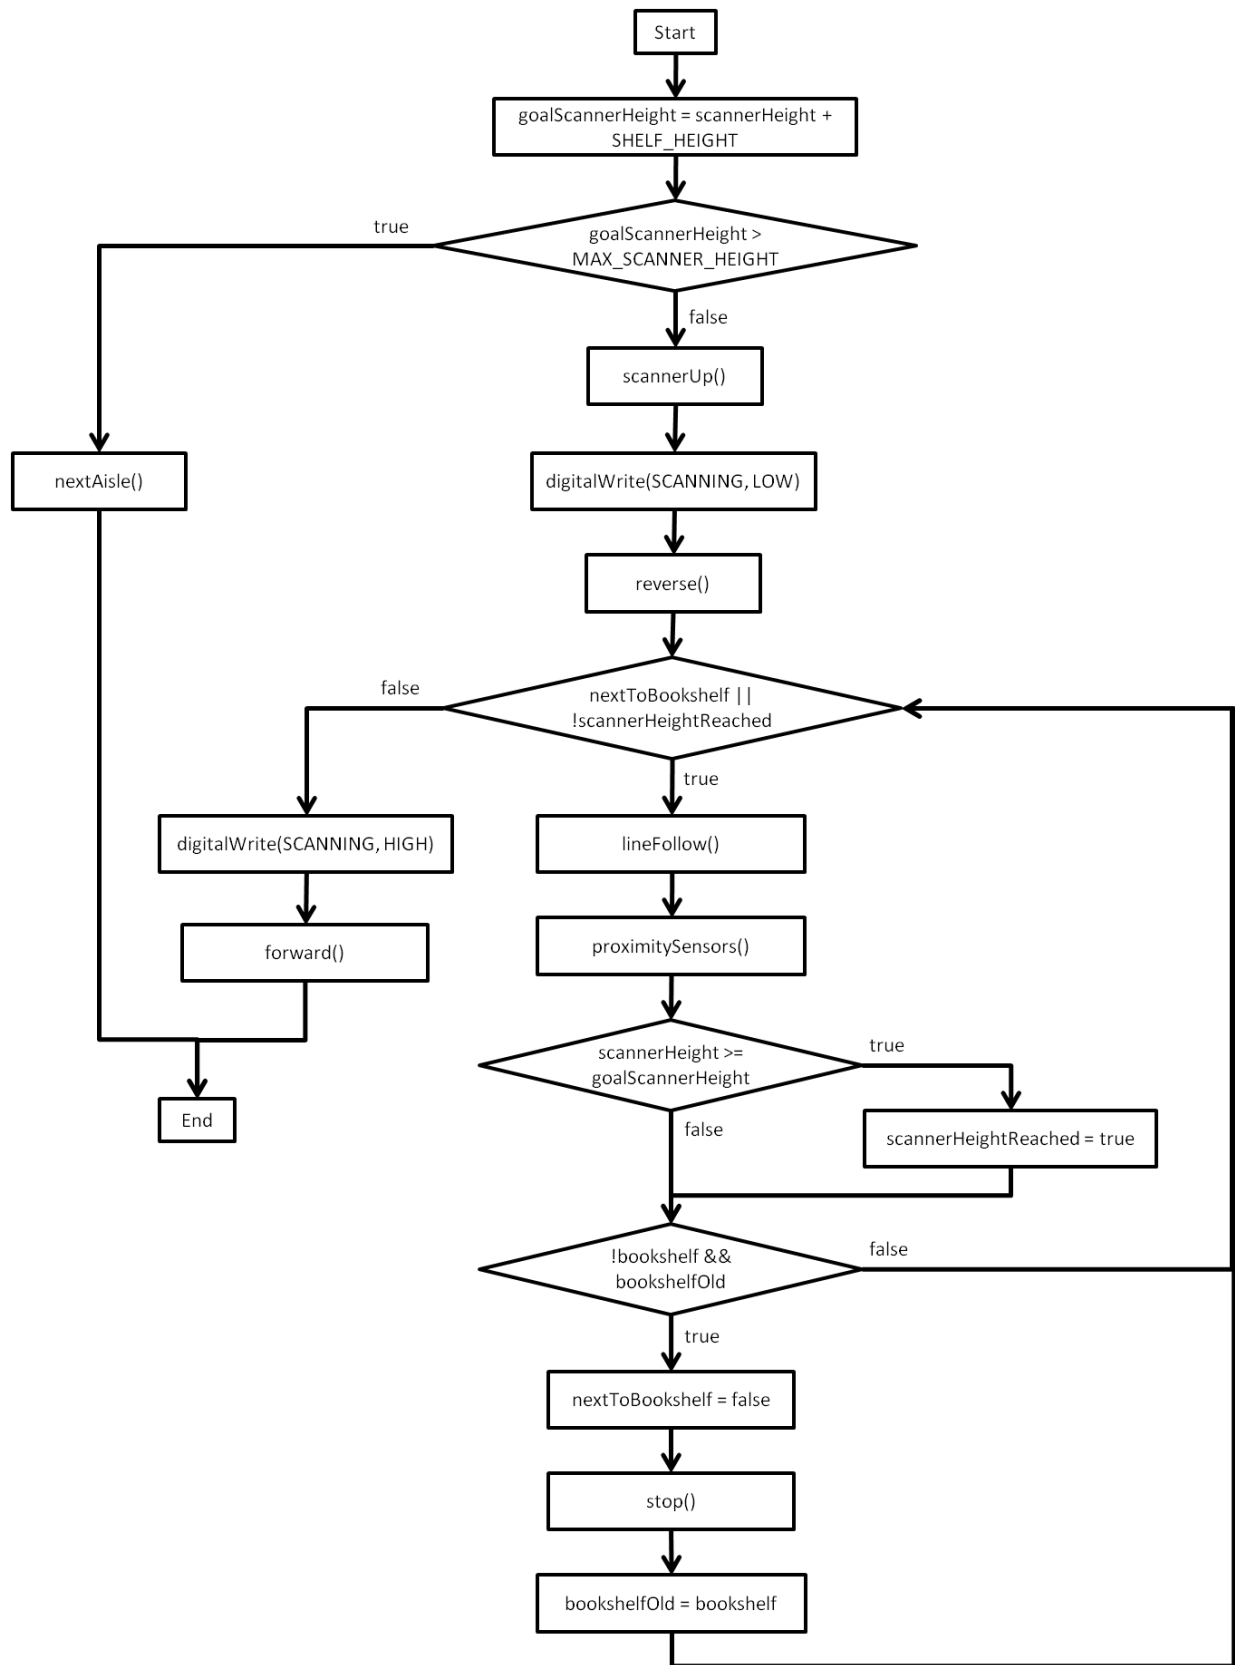 Start
goalScannerHeight = scannerHeight +
SHELF_HEIGHT
true
goalScannerHeight >
MAX_SCANNER_HEIGHT
false
scannerUp()
nextAisle()
digitalWrite(SCANNING, LOW)
reverse()
false
nextToBookshelf ||
!scannerHeightReached
true
digitalWrite(SCANNING, HIGH)
lineFollow()
forward()
proximitySensors()
scannerHeight >=
goalScannerHeight
true
End
false
scannerHeightReached = true
!bookshelf &&
bookshelfOld
false
true
nextToBookshelf = false
stop()
bookshelfOld = bookshelf